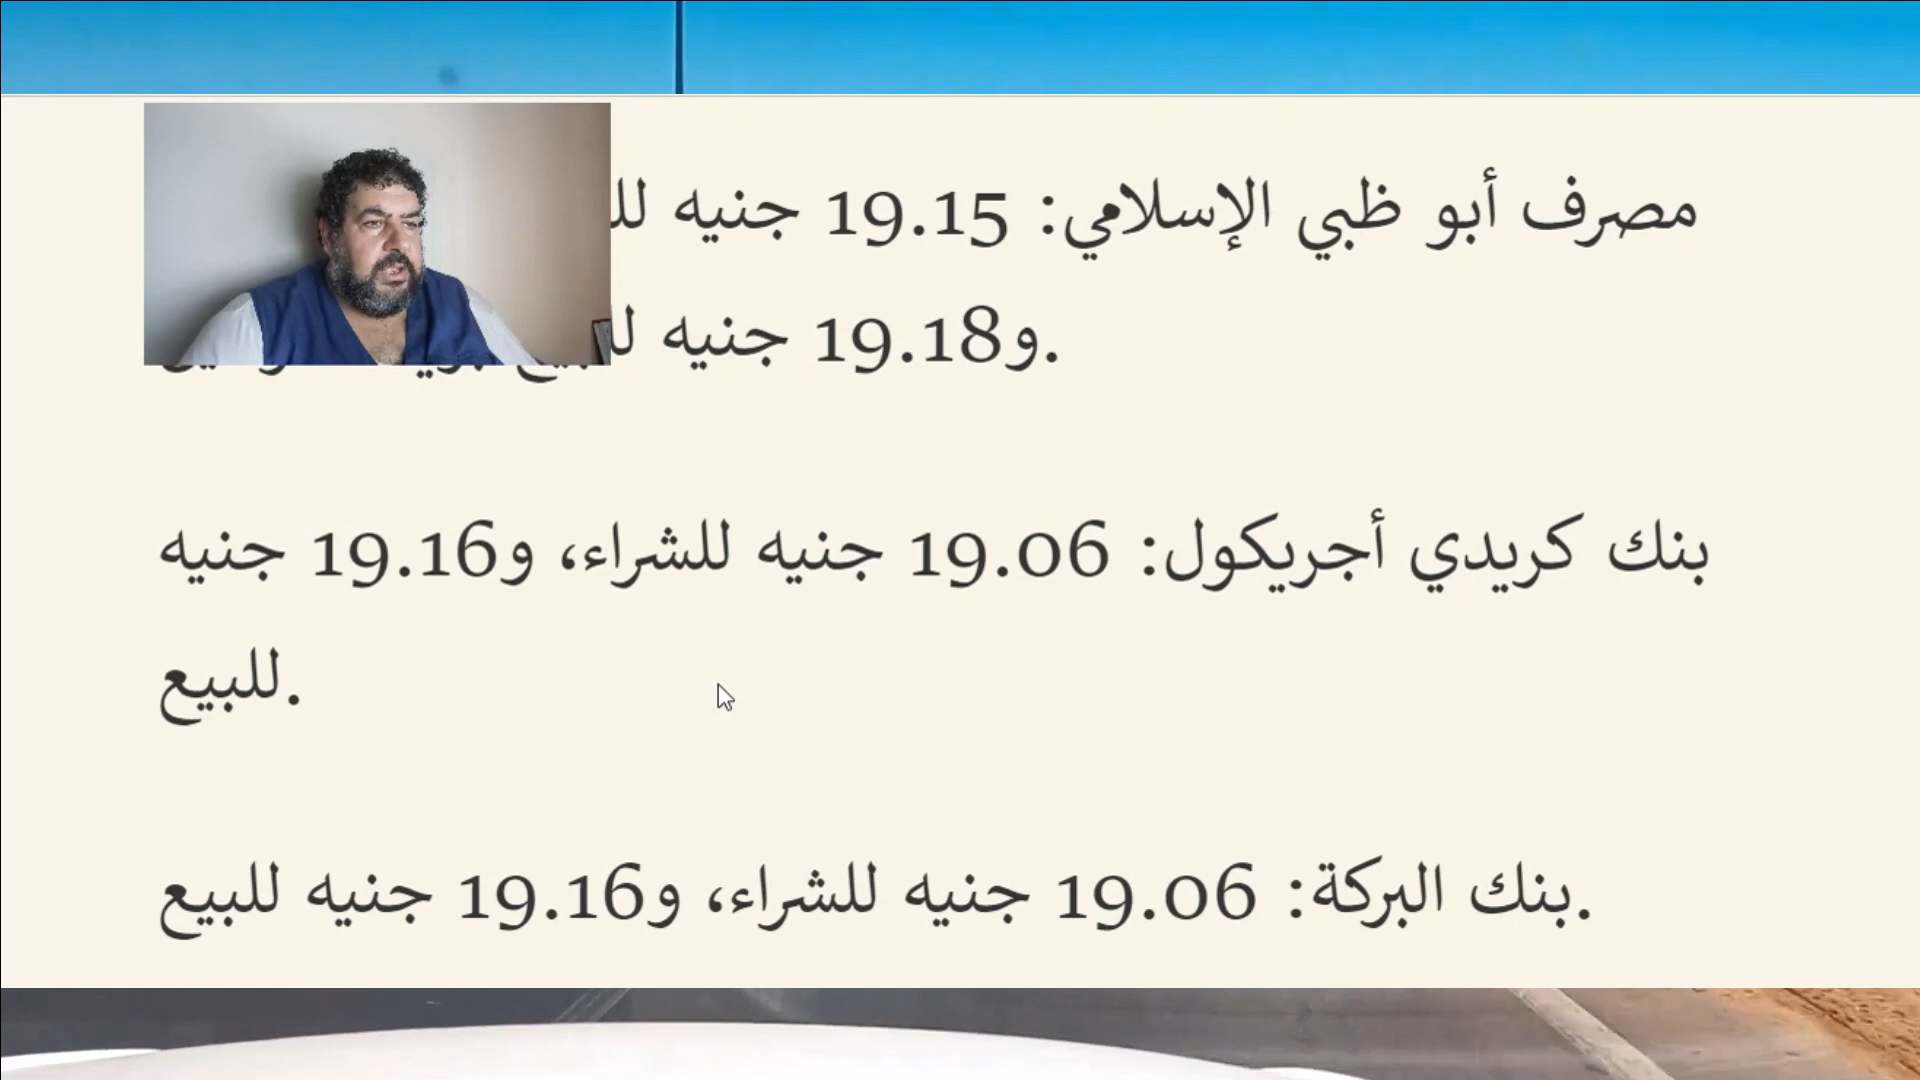 مصرف أبو ظبي الإسلامي: 19.15 جنيه
و19.18 جنيه
بنك كريدي أجريكول: 19.06 جنيه للشراء، و19.16 جنيه
للبيع.
بنك البركة: 19.06 جنيه للشراء، و19.16 جنيه للبيع.